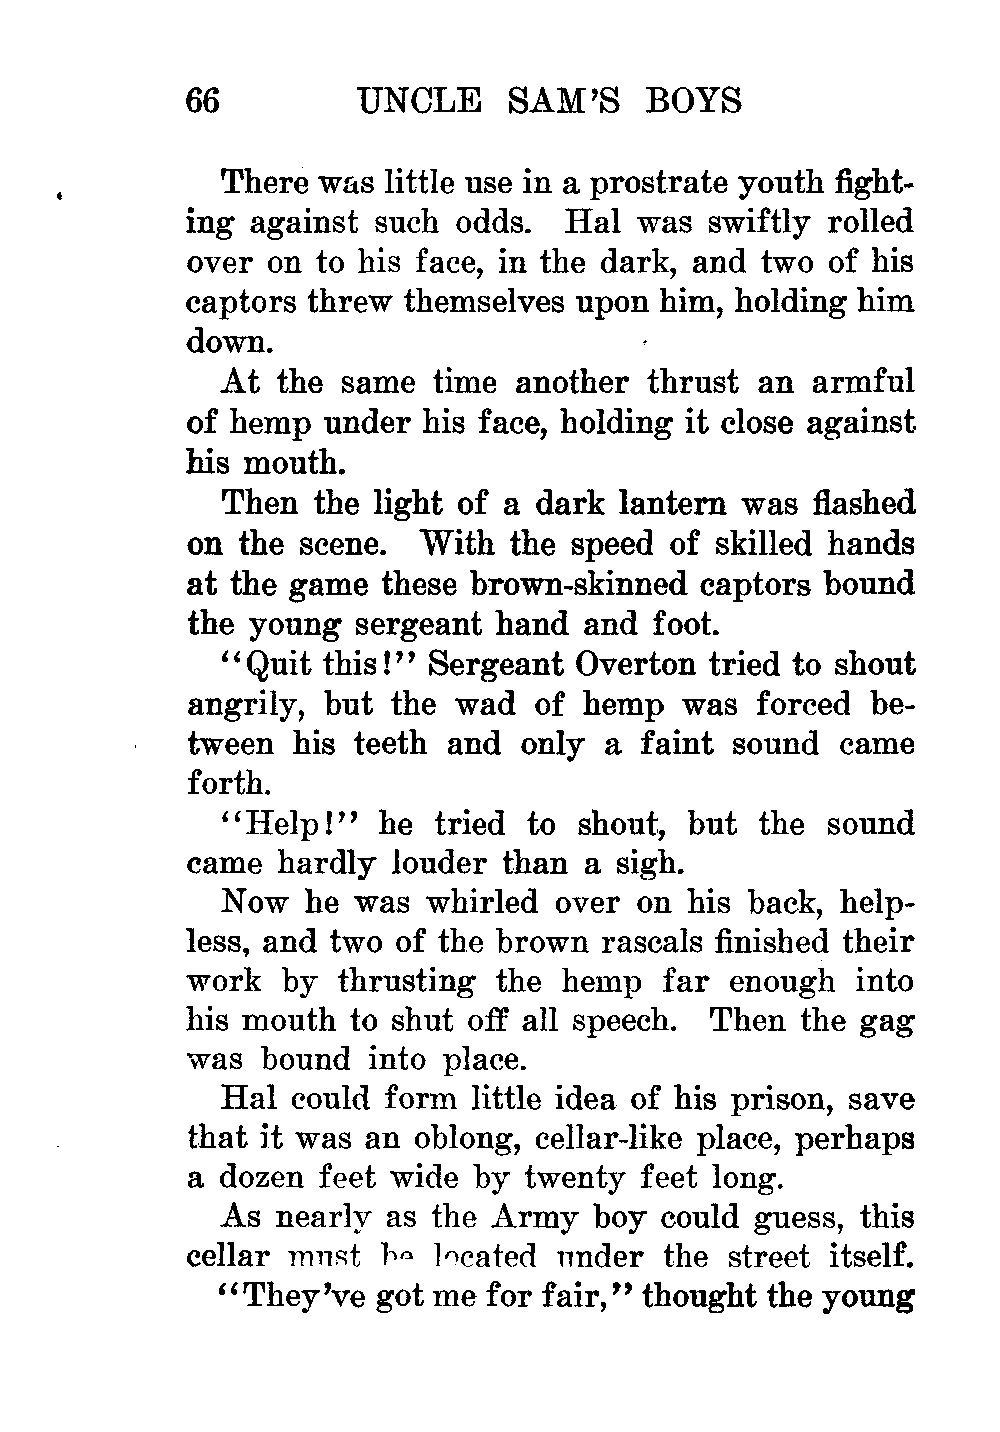 66 UNCLE SAM'S BOYS
There was little use in a prostrate youth fight-
ing against such odds. Hal was swiftly rolled
over on to his face, in the dark, and two of his
captors threw themselves upon him, holding him
down.
At the same time another thrust an armful
of hemp under his face, holding it close against
his mouth.
Then the light of a dark lantern was flashed
on the scene. With the speed of skilled hands
at the game these brown-skinned captors bound
the young sergeant hand and foot.
"Quit this!" Sergeant Overton tried to shout
angrily, but the wad of hemp was forced be-
tween his teeth and only a faint sound came
forth.
"Help!" he tried to shout, but the sound
came hardly louder than a sigh.
Now he was whirled over on his back, help-
less, and two of the brown rascals finished their
work by thrusting the hemp far enough into
his mouth to shut off all speech. Then the gag
was bound into place.
Hal could form little idea of his prison, save
that it was an oblong, cellar-like place, perhaps
a dozen feet wide by twenty feet long.
As nearly as the Army boy could guess, this
cellar must be located under the street itself.
"They've got me for fair," thought the young